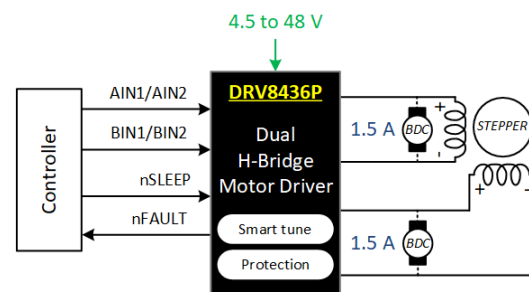 4.5 to 48 V
Controller
AIN1/AIN2
BIN1/BIN2
nSLEEP
nFAULT
DRV8436P
Dual
H-Bridge
Motor Driver
Smart tune
Protection
1.5 A
BDC
+
-
STEPPER
+
-
1.5 A
BDC